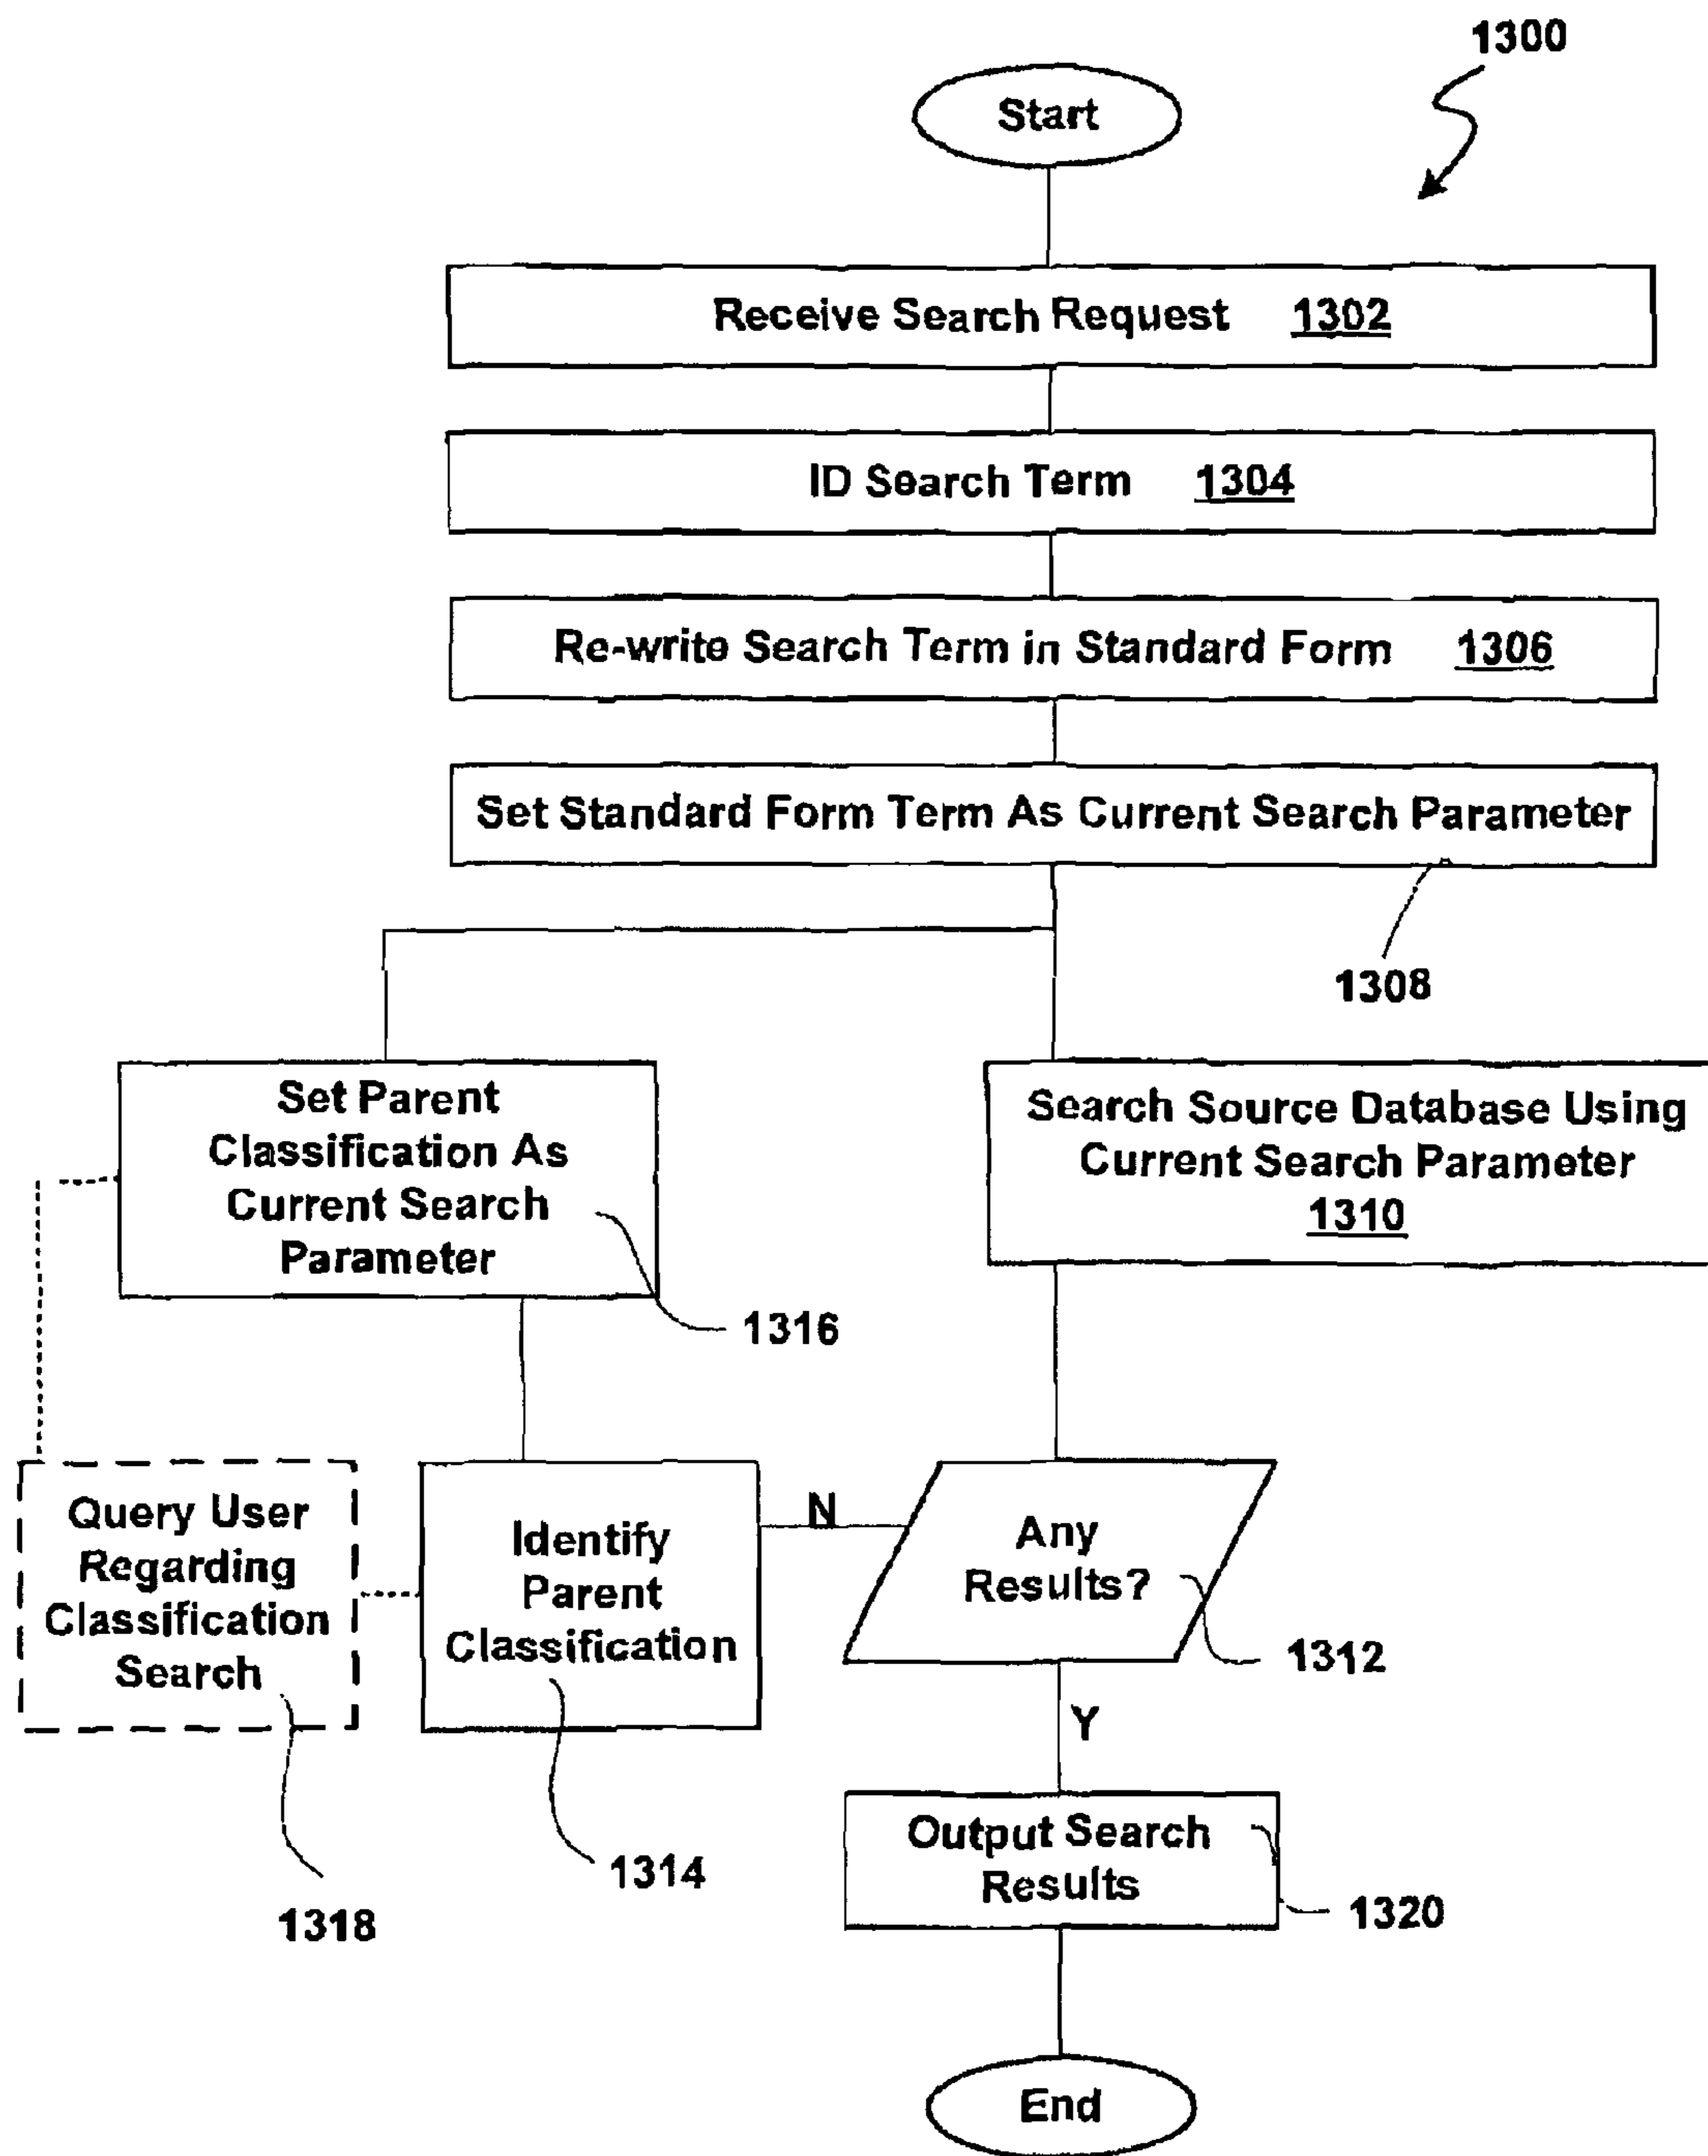 1300
Start
Receive Search Request 1302
ID Search Term 1304
Re-write Search Term in Standard Form 1306
Set Standard Form Term As Current Search Parameter
1308
Set Parent
Classification As
Current Search
Parameter
1316
Search Source Database Using
Current Search Parameter
1310
Query User
Regarding
Classification
Search
1318
Identify
Parent
Classification
1314
N
Any
Results?
1312
Y
Output Search
Results
1320
End